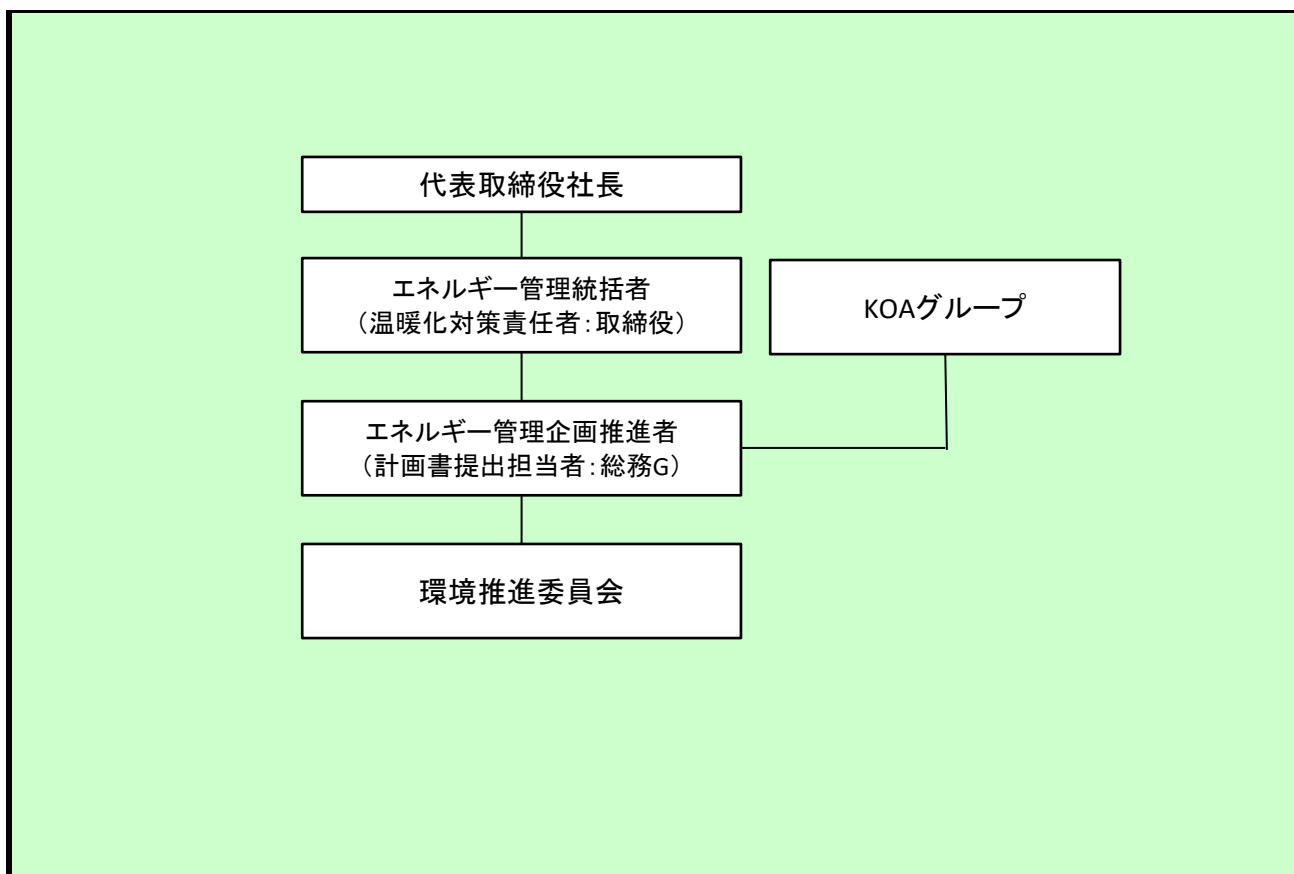 代表取締役社長
エネルギー管理統括者
（温暖化対策責任者：取締役）
KOAグループ
エネルギー管理企画推進者
（計画書提出担当者：総務G）
環境推進委員会